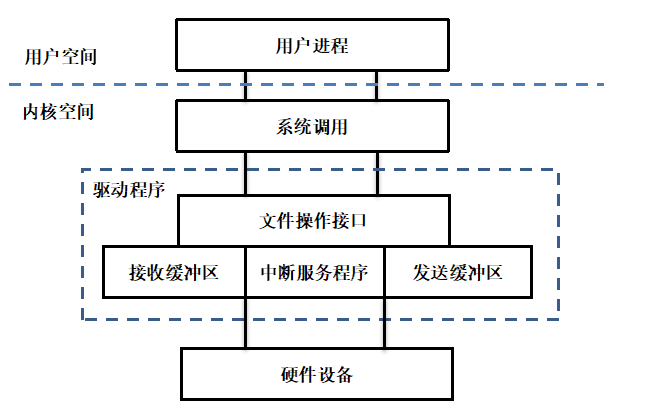 用户进程
用户空间
内核空间
系统调用
驱动程序
文件操作接口
接收缓冲区 中断服务程序 发送缓冲区
硬件设备